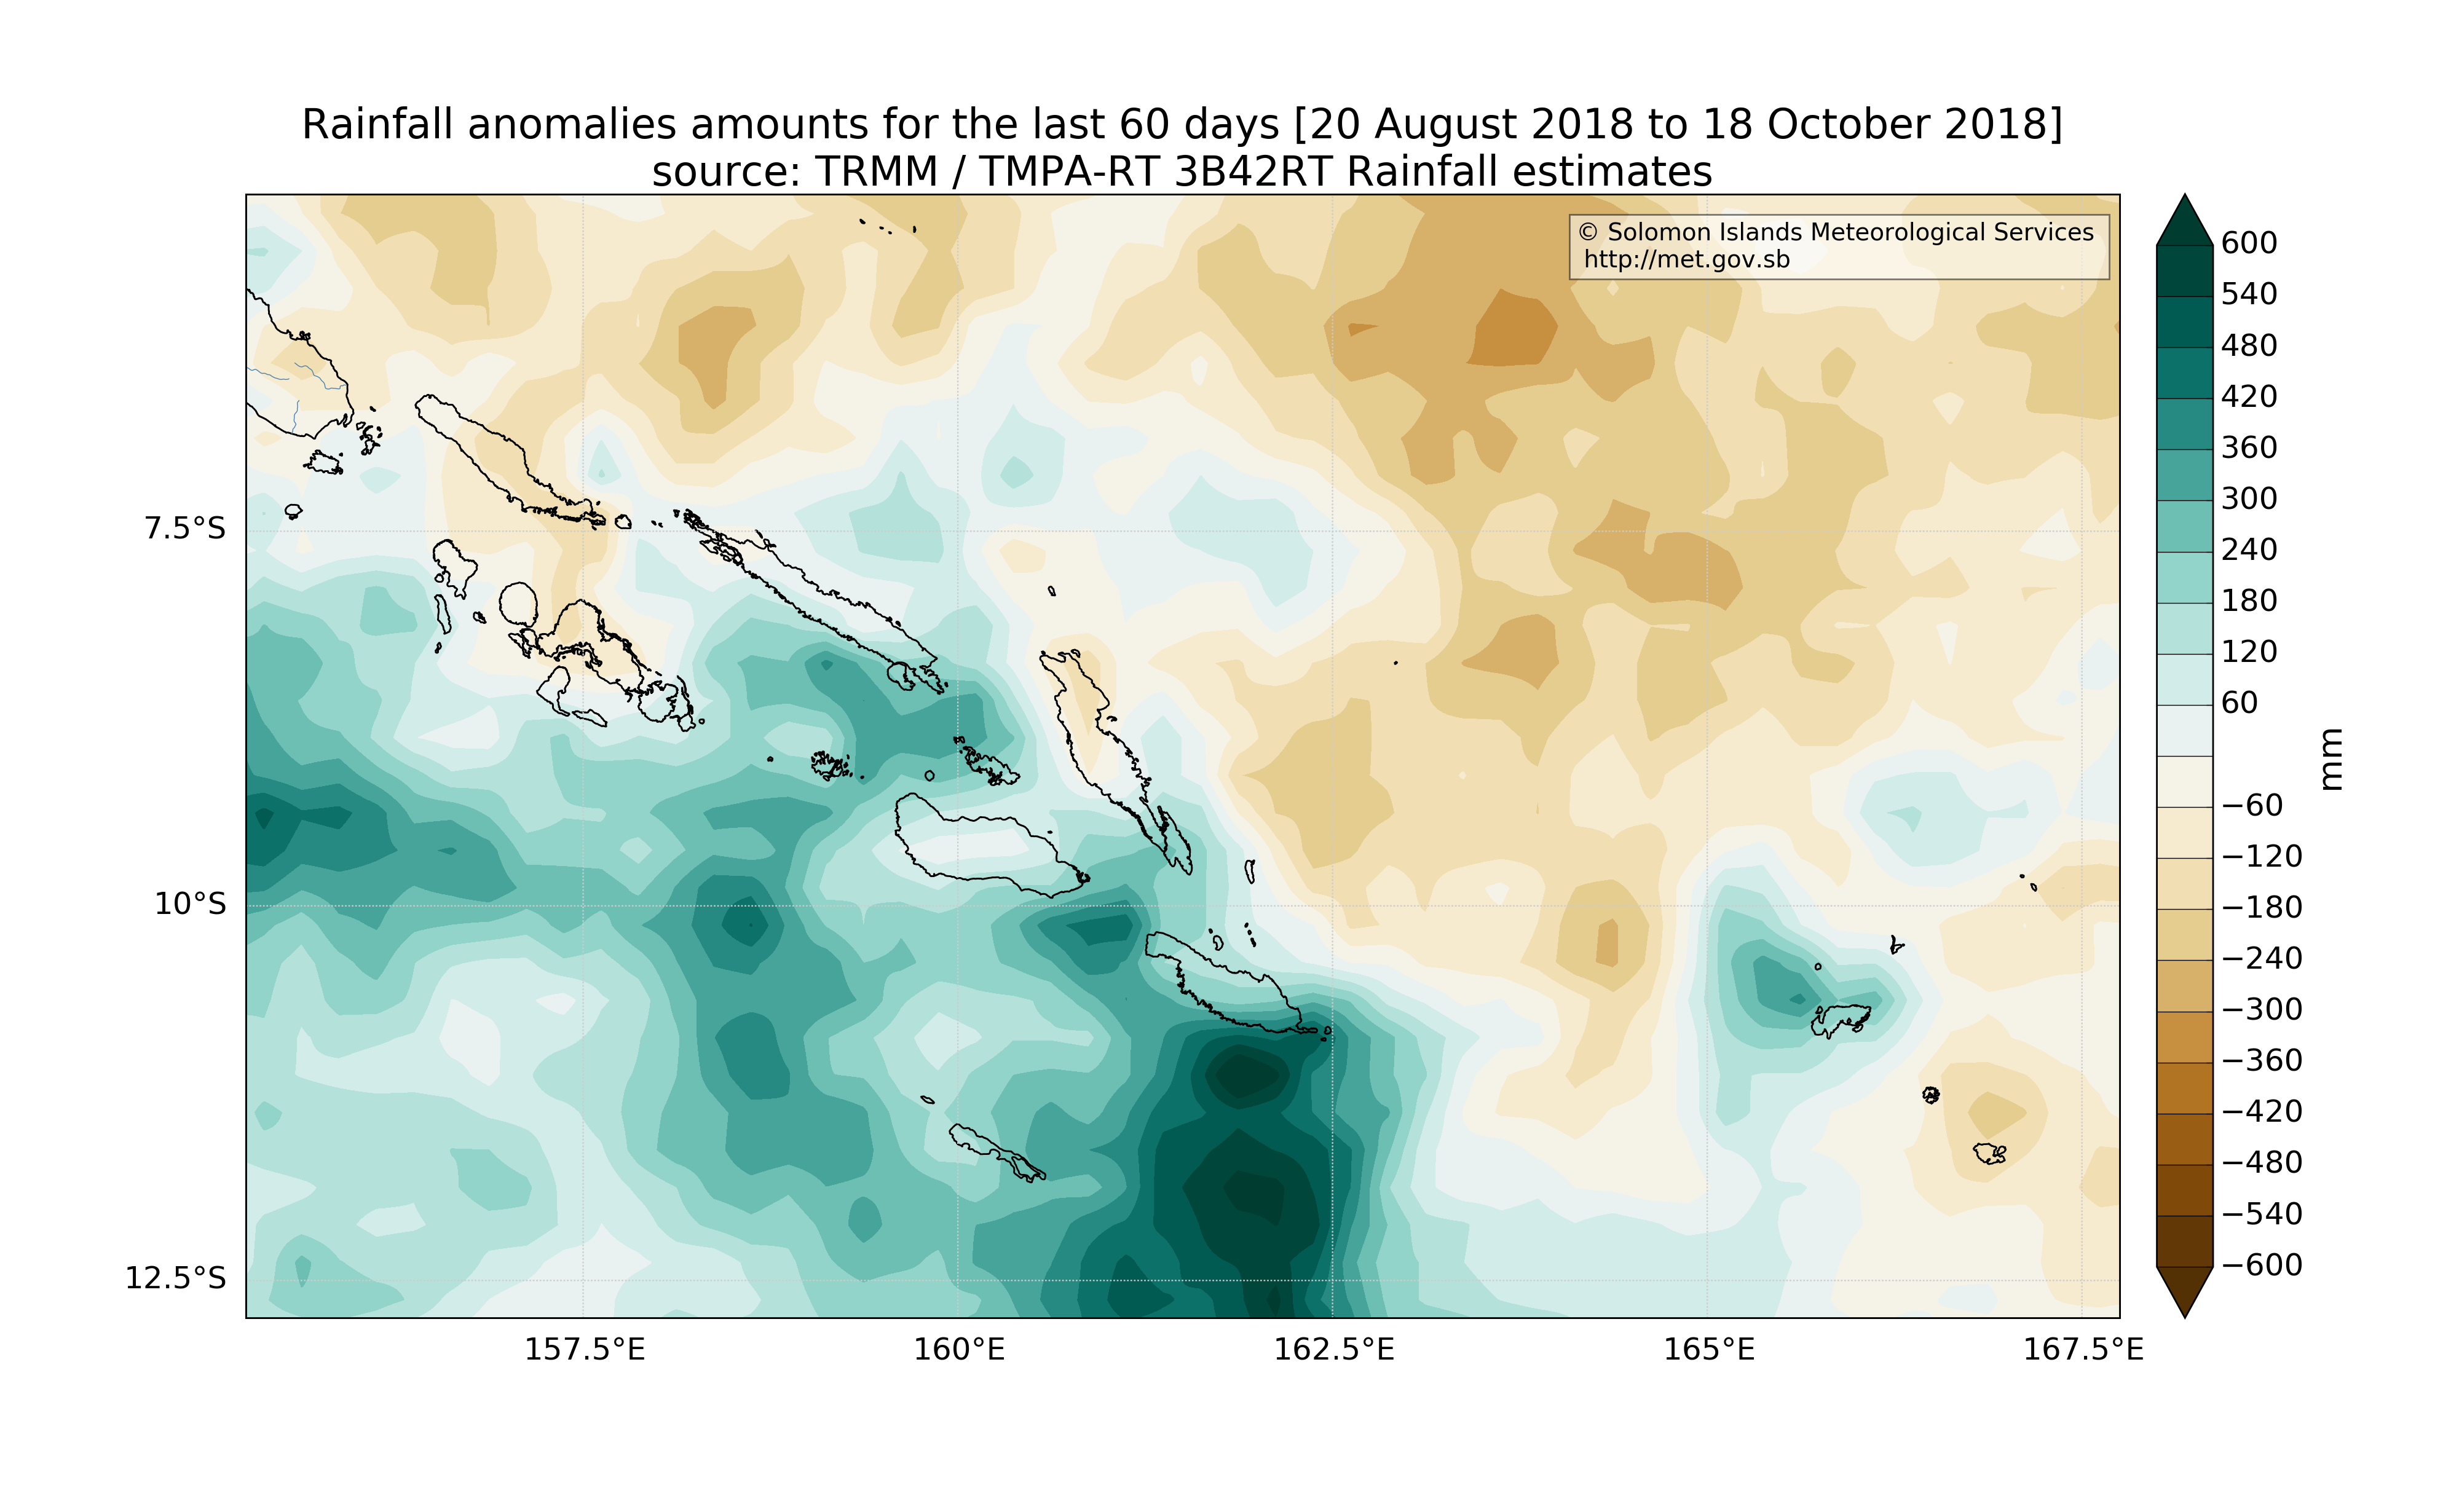 Rainfall anomalies amounts for the last 60 days [20 August 2018 to 18 October 2018]
source: TRMM / TMPA-RT 3B42RT Rainfall estimates
© Solomon Islands Meteorological Services
http://met.gov.sb
7.5°S
10°S
12.5°S
157.5°E
160°E
162.5°E
165°E
167.5°E
600
540
480
420
360
300
240
180
120
60
−60
−120
−180
−240
−300
−360
−420
−480
−540
−600
mm